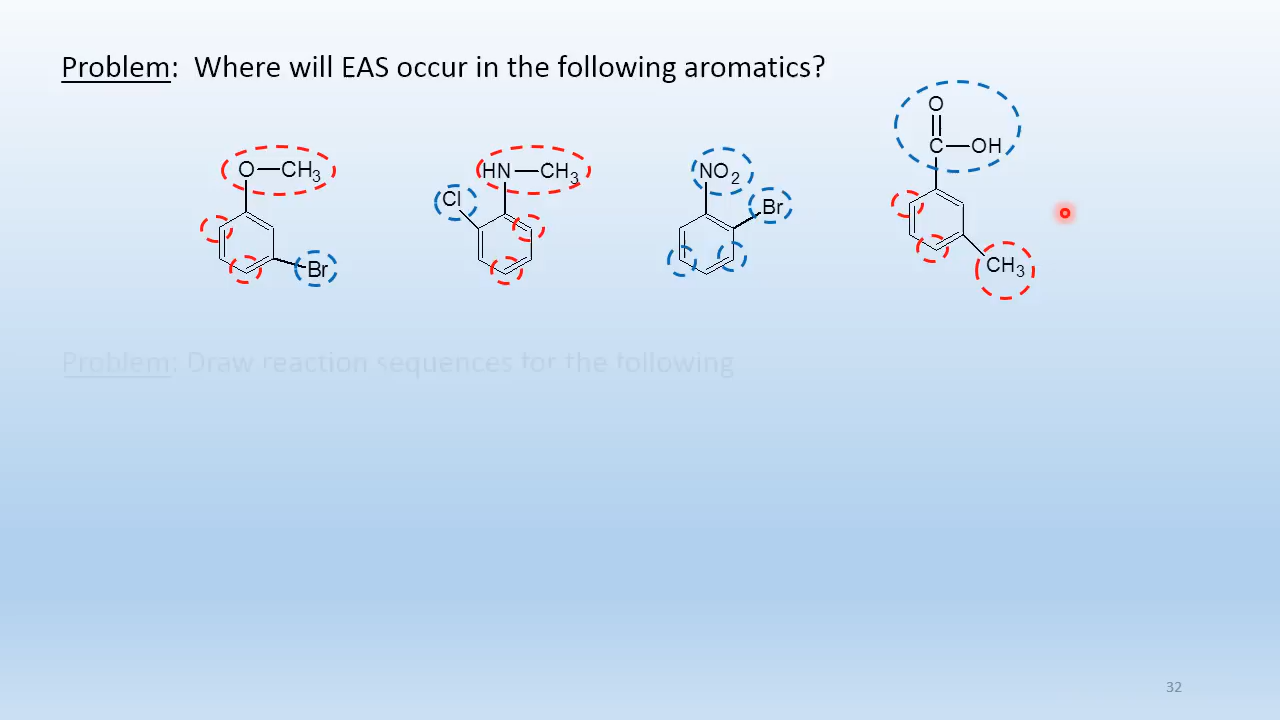 Problem: Where will EAS occur in the following aromatics?
O
C—OH
O—CH3
HN—CH3
NO2
Cl
Br
Br
CH3
Problem: Draw reaction sequences for the following
32